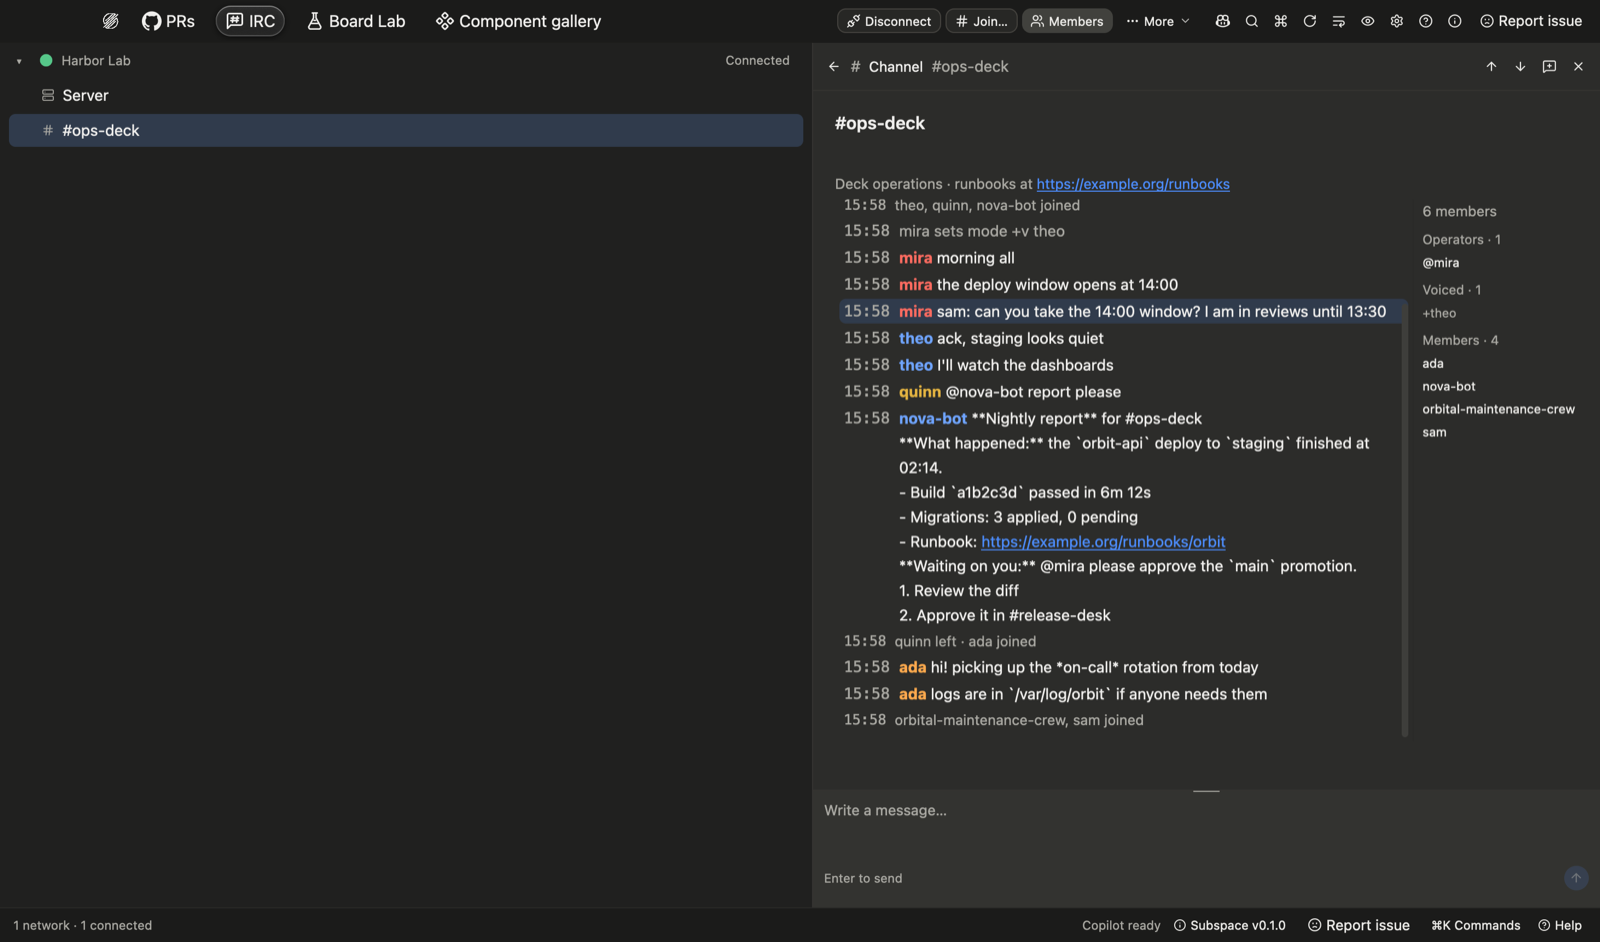 PRs
IRC
Board Lab
Component gallery
Disconnect
Join...
Members
More
Report issue
Harbor Lab
Connected
Server
# #ops-deck
# Channel #ops-deck
#ops-deck
Deck operations · runbooks at https://example.org/runbooks
15:58 theo, quinn, nova-bot joined
15:58 mira sets mode +v theo
15:58 mira morning all
15:58 mira the deploy window opens at 14:00
15:58 mira sam: can you take the 14:00 window? I am in reviews until 13:30
15:58 theo ack, staging looks quiet
15:58 theo I'll watch the dashboards
15:58 quinn @nova-bot report please
15:58 nova-bot **Nightly report** for #ops-deck
**What happened:** the `orbit-api` deploy to `staging` finished at
02:14.
- Build `a1b2c3d` passed in 6m 12s
- Migrations: 3 applied, 0 pending
- Runbook: https://example.org/runbooks/orbit
**Waiting on you:** @mira please approve the `main` promotion.
1. Review the diff
2. Approve it in #release-desk
15:58 quinn left · ada joined
15:58 ada hi! picking up the *on-call* rotation from today
15:58 ada logs are in `/var/log/orbit` if anyone needs them
15:58 orbital-maintenance-crew, sam joined
6 members
Operators · 1
@mira
Voiced · 1
+theo
Members · 4
ada
nova-bot
orbital-maintenance-crew
sam
Write a message...
Enter to send
1 network · 1 connected
Copilot ready
Subspace v0.1.0
Report issue
⌘K Commands
Help